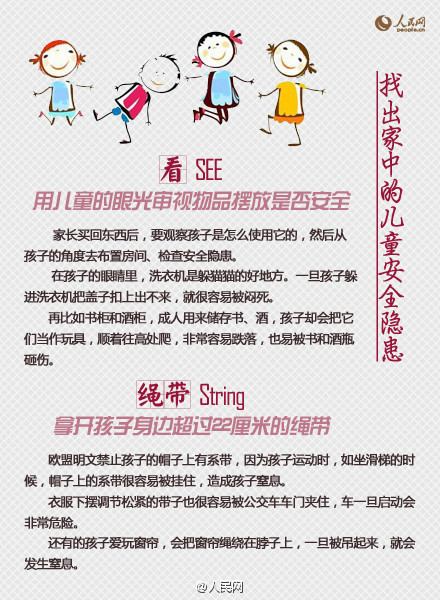 人民网
people.cn
找出家中的儿童安全隐患
看 SEE
用儿童的眼光审视物品摆放是否安全
家长买回东西后，要观察孩子是怎么使用它的，然后从
孩子的角度去布置房间、检查安全隐患。
在孩子的眼睛里，洗衣机是躲猫猫的好地方。一旦孩子躲
进洗衣机把盖子扣上出不来，就很容易被闷死。
再比如书柜和酒柜，成人用来储存书、酒，孩子却会把它
们当作玩具，顺着往高处爬，非常容易跌落，也易被书和酒瓶
砸伤。
绳带 String
拿开孩子身边超过22厘米的绳带
欧盟明文禁止孩子的帽子上有系带，因为孩子运动时，如坐滑梯的时
候，帽子上的系带很容易被挂住，造成孩子窒息。
衣服下摆调节松紧的带子也很容易被公交车车门夹住，车一旦启动会
非常危险。
还有的孩子爱玩窗帘，会把窗帘绳绕在脖子上，一旦被吊起来，就会
发生窒息。
@人民网